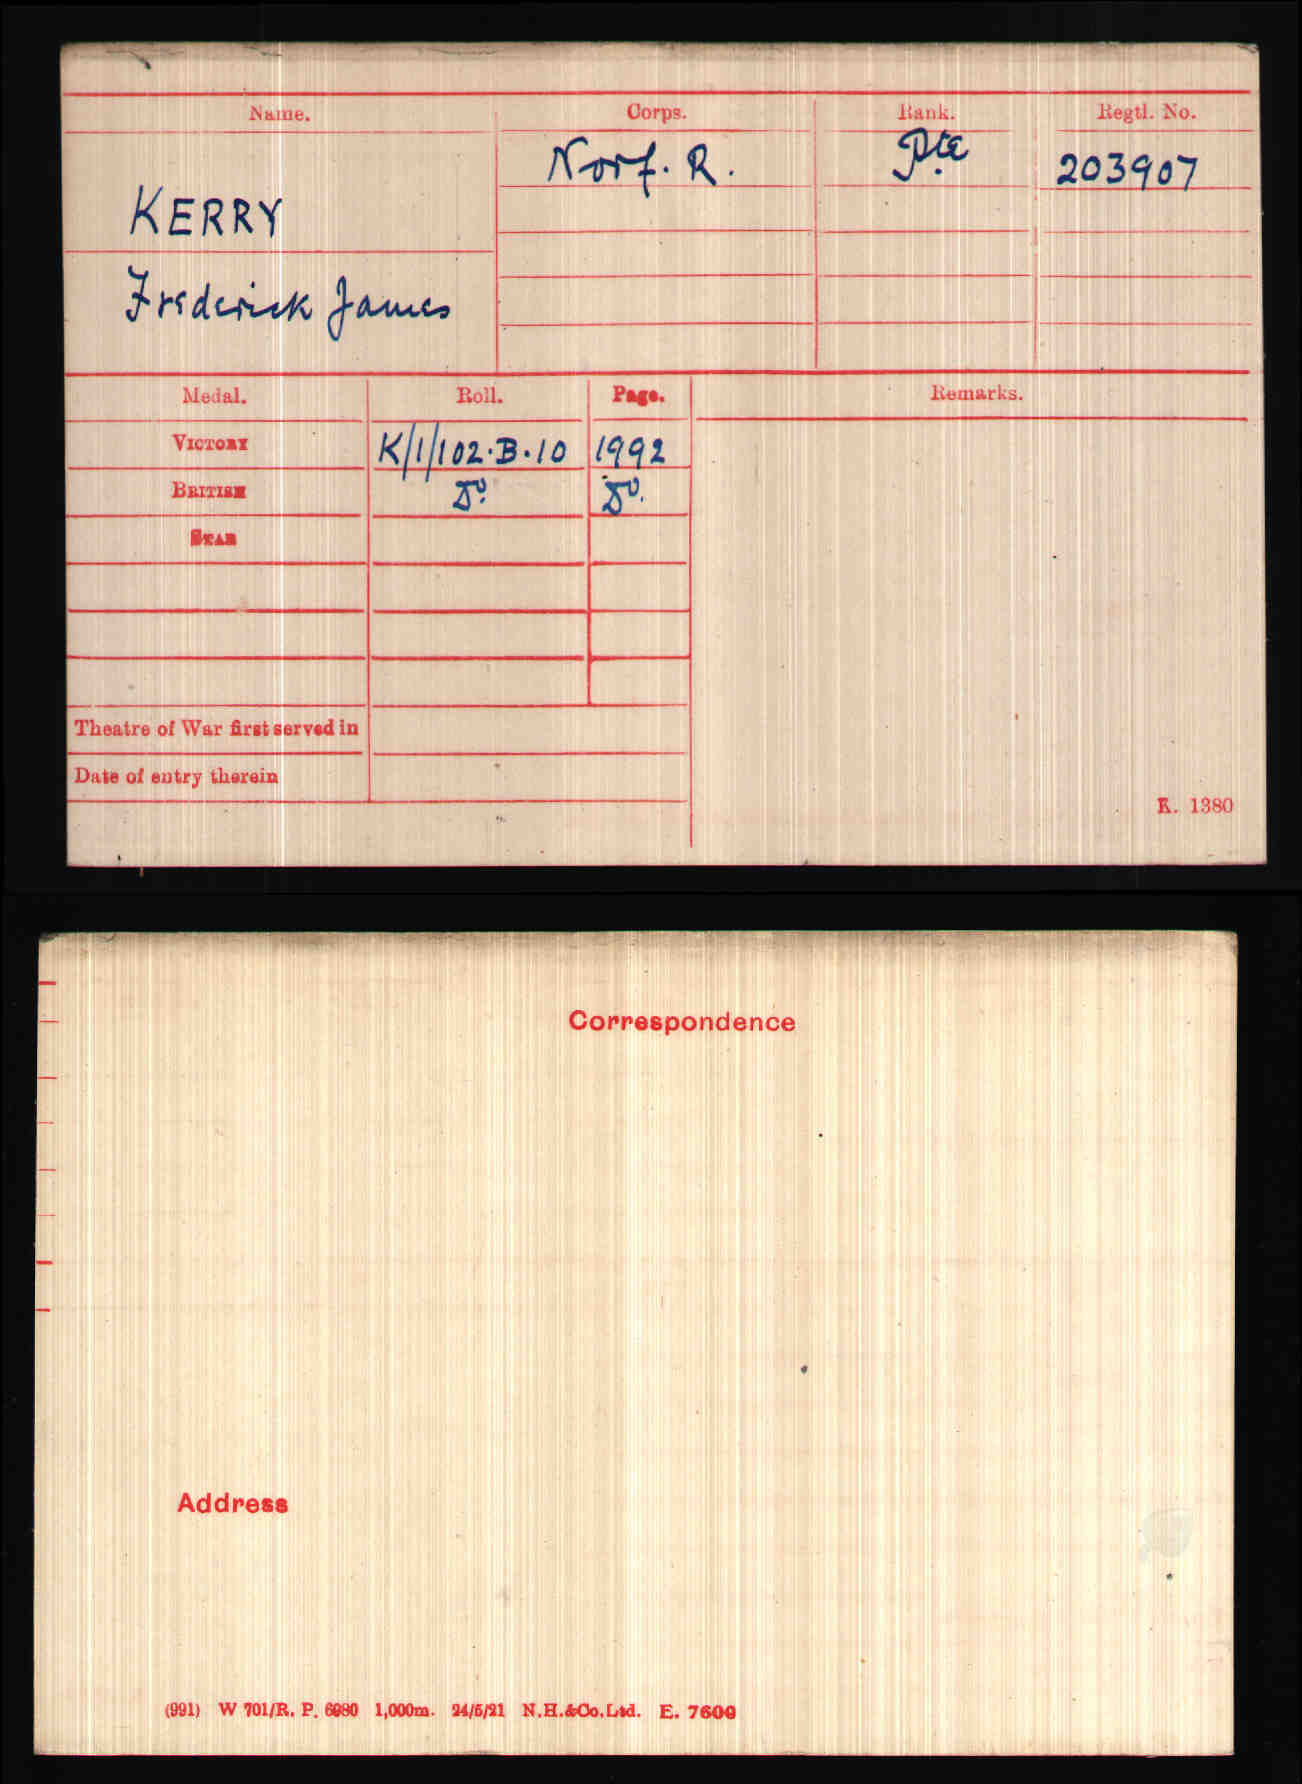 Name. Corps. Rank. Regtl. No.
Norf. R. Pte 203907
KERRY
Frederick James
Medal. Roll. Page. Remarks.
VICTORY K/1/102.B.10 1992
BRITISH Do. Do.
STAR
Theatre of War first served in
Date of entry therein
K. 1380
Correspondence
Address
(991) W 701/R. P. 6980 1,000m. 24/5/21 N.H.&Co.Ltd. E. 7600